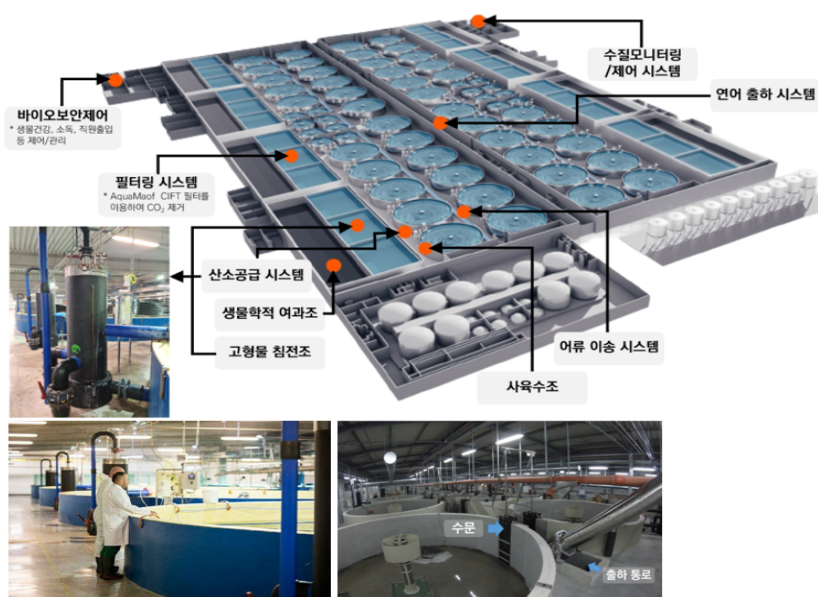 수질모니터링
/제어 시스템
연어 출하 시스템
바이오보안제어
* 생물건강, 소독, 직원출입
등 제어/관리
필터링 시스템
* AquaMaof CIFT 필터를
이용하여 CO₂ 제거
산소공급 시스템
생물학적 여과조
고형물 침전조
어류 이송 시스템
사육수조
수문
출하 통로